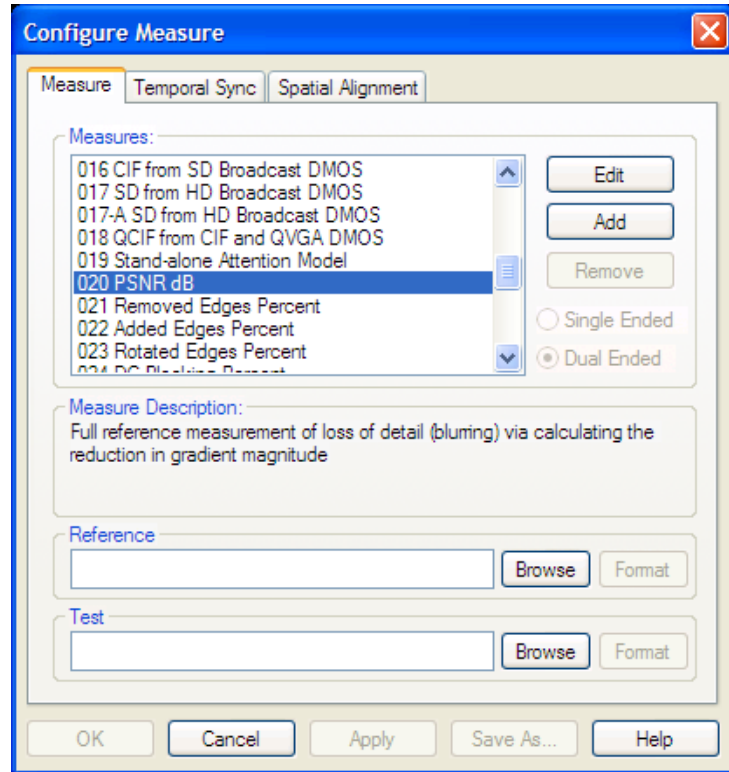 Configure Measure
Measure Temporal Sync Spatial Alignment
Measures:
016 CIF from SD Broadcast DMOS
017 SD from HD Broadcast DMOS
017-A SD from HD Broadcast DMOS
018 QCIF from CIF and QVGA DMOS
019 Stand-alone Attention Model
020 PSNR dB
021 Removed Edges Percent
022 Added Edges Percent
023 Rotated Edges Percent
024 DC Blocking Percent
Edit
Add
Remove
Single Ended
Dual Ended
Measure Description:
Full reference measurement of loss of detail (blurring) via calculating the
reduction in gradient magnitude
Reference
Browse Format
Test
Browse Format
OK Cancel Apply Save As... Help